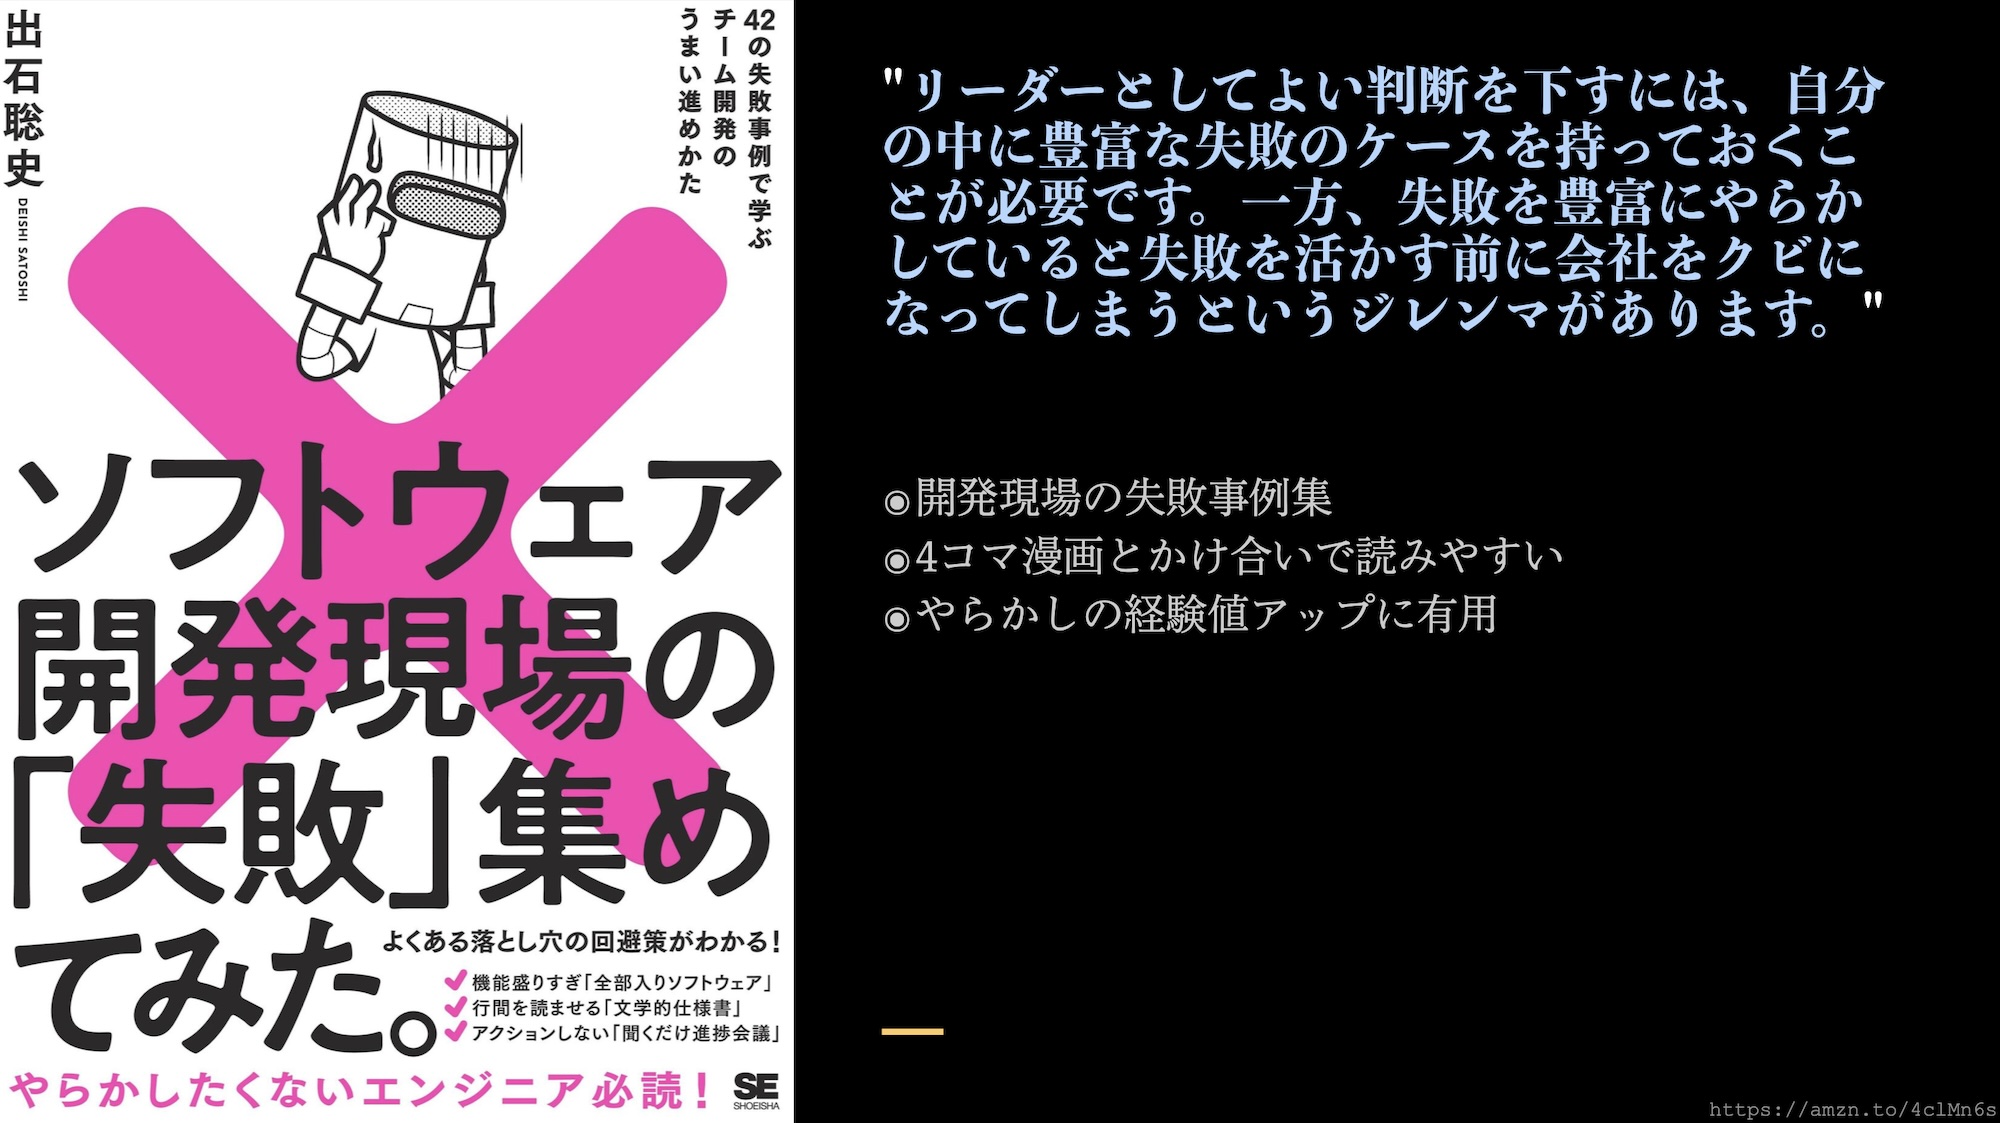 出石聡史
DEISHI SATOSHI
42の失敗事例で学ぶ
チーム開発の
うまい進めかた
ソフトウェア
開発現場の
「失敗」集め
てみた。
よくある落とし穴の回避策がわかる!
機能盛りすぎ「全部入りソフトウェア」
行間を読ませる「文学的仕様書」
アクションしない「聞くだけ進捗会議」
やらかしたくないエンジニア必読!
SE
SHOEISHA
"リーダーとしてよい判断を下すには、自分
の中に豊富な失敗のケースを持っておくこ
とが必要です。一方、失敗を豊富にやらか
していると失敗を活かす前に会社をクビに
なってしまうというジレンマがあります。"
◉開発現場の失敗事例集
◉4コマ漫画とかけ合いで読みやすい
◉やらかしの経験値アップに有用
https://amzn.to/4clMn6s